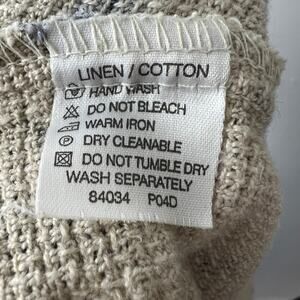 LINEN / COTTON
HAND WASH
DO NOT BLEACH
WARM IRON
P DRY CLEANABLE
DO NOT TUMBLE DRY
WASH SEPARATELY
84034 P04D